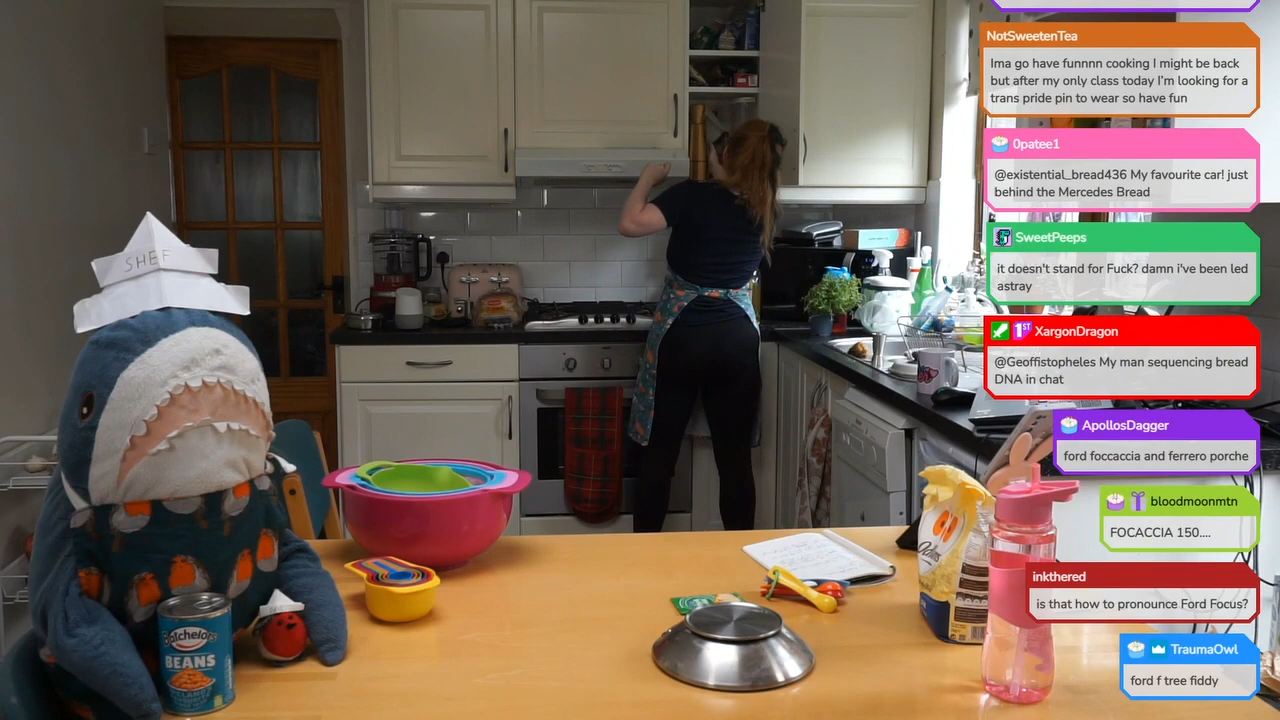 NotSweetenTea
Ima go have funnnn cooking I might be back
but after my only class today I'm looking for a
trans pride pin to wear so have fun
0patee1
@existential_bread436 My favourite car! just
behind the Mercedes Bread
SweetPeeps
it doesn't stand for Fuck? damn i've been led
astray
1ST
XargonDragon
@Geoffistopheles My man sequencing bread
DNA in chat
ApollosDagger
ford foccaccia and ferrero porche
bloodmoonmtn
FOCACCIA 150....
inkthered
is that how to pronounce Ford Focus?
TraumaOwl
ford f tree fiddy
SHEF
Batchelors
BEANS